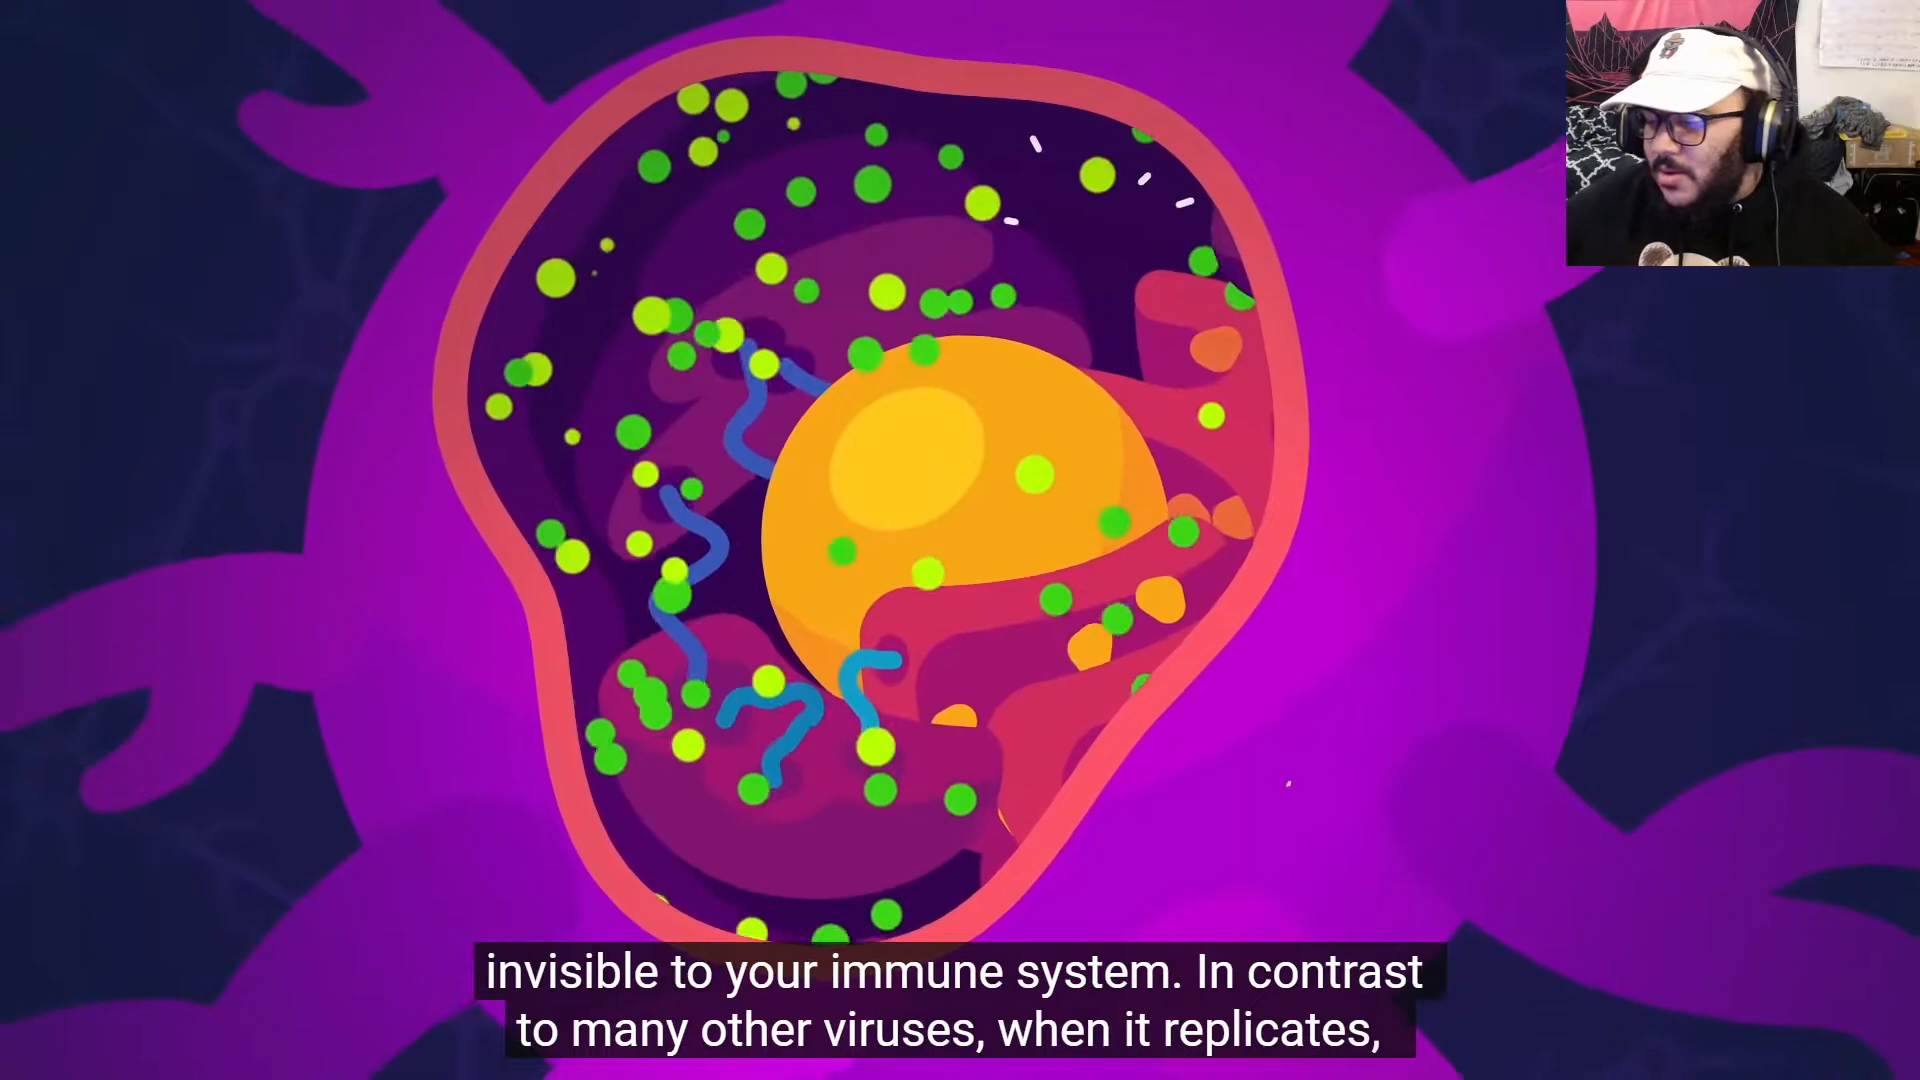 invisible to your immune system. In contrast
to many other viruses, when it replicates,